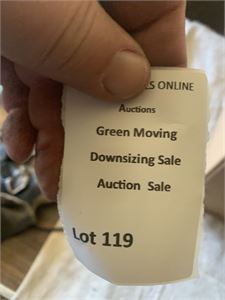 ONLINE
Auctions
Green Moving
Downsizing Sale
Auction Sale
Lot 119